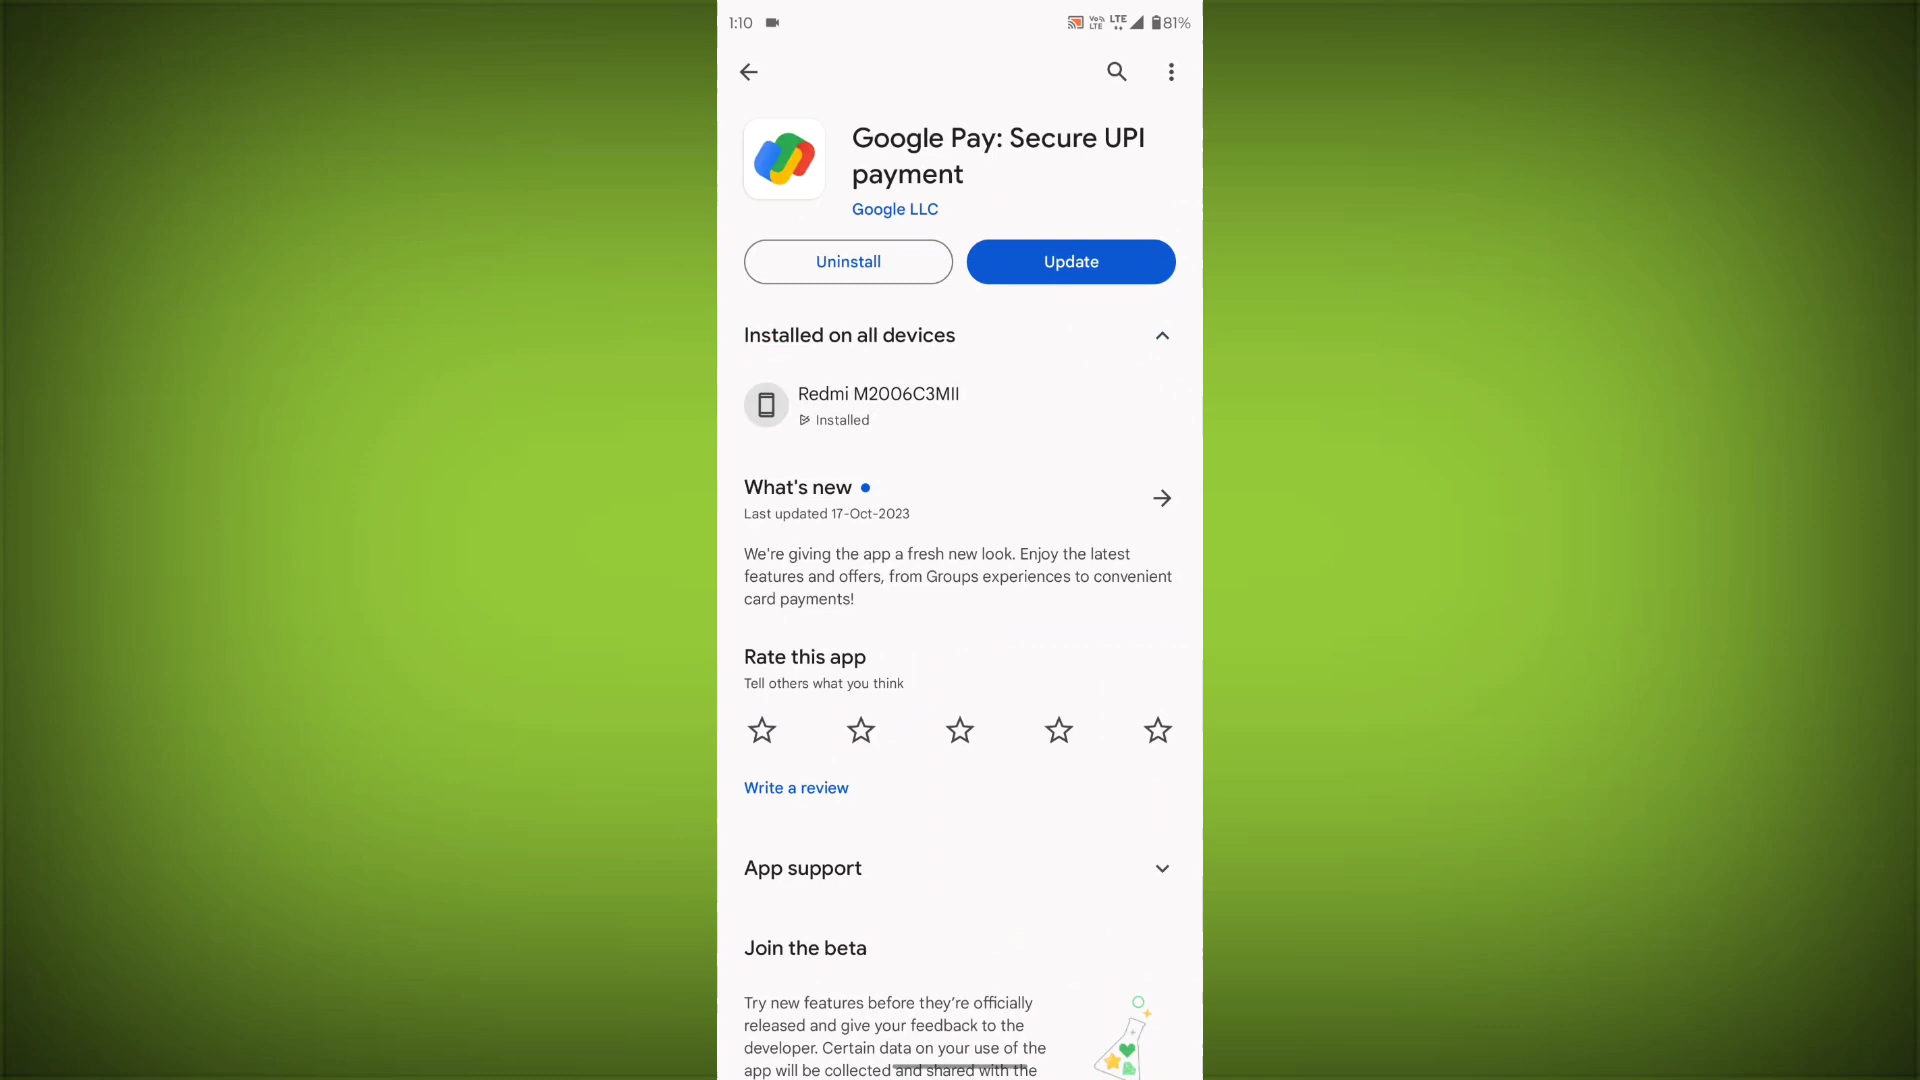 1:10
Vo LTE LTE 81%
Google Pay: Secure UPI
payment
Google LLC
Uninstall
Update
Installed on all devices
Redmi M2006C3MII
Installed
What's new
Last updated 17-Oct-2023
We're giving the app a fresh new look. Enjoy the latest
features and offers, from Groups experiences to convenient
card payments!
Rate this app
Tell others what you think
Write a review
App support
Join the beta
Try new features before they’re officially
released and give your feedback to the
developer. Certain data on your use of the
app will be collected and shared with the